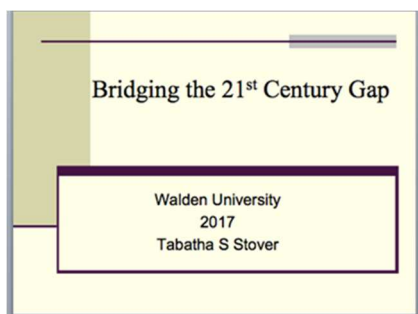 Bridging the 21st Century Gap
Walden University
2017
Tabatha S Stover